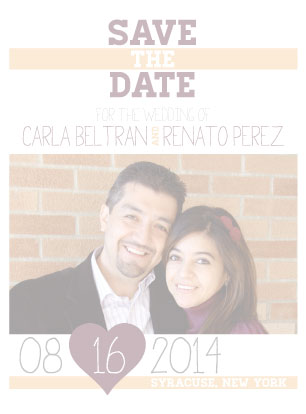 SAVE
THE
DATE
FOR THE WEDDING OF
CARLA BELTRAN AND RENATO PEREZ
08 16 2014
SYRACUSE, NEW YORK